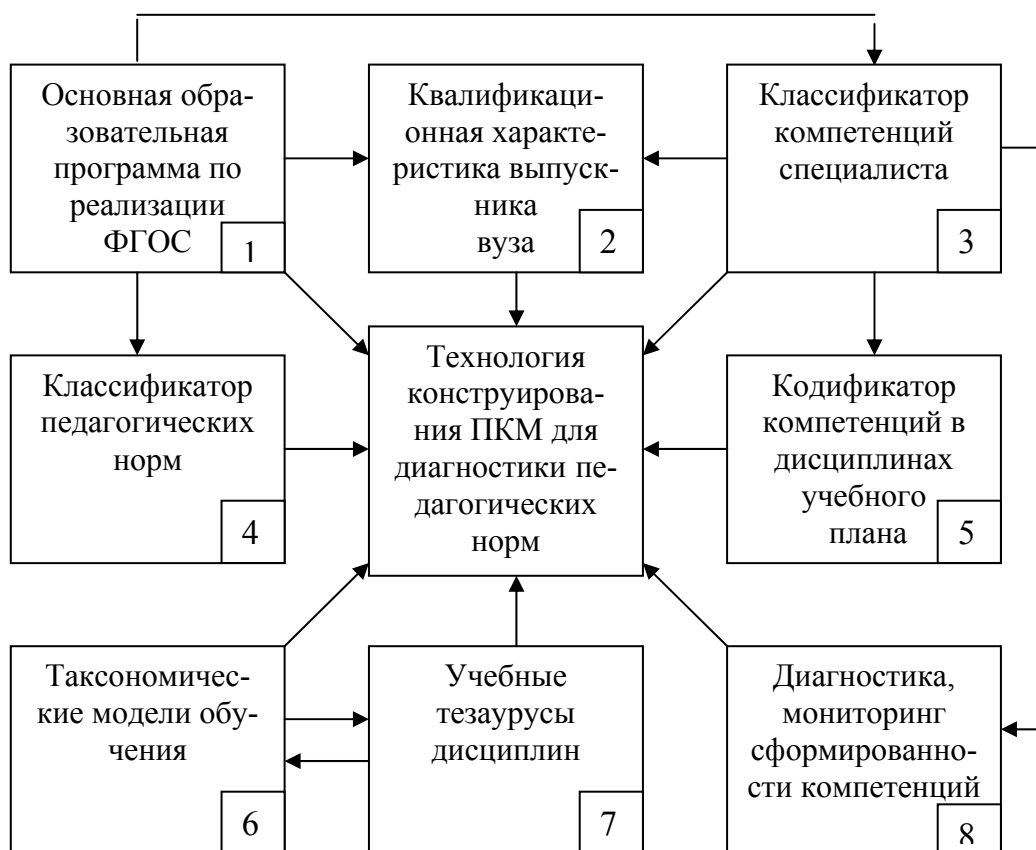 Основная обра-
зовательная
программа по
реализации
ФГОС
1
Квалификаци-
онная характе-
ристика выпуск-
ника
вуза
2
Классификатор
компетенций
специалиста
3
Классификатор
педагогических
норм
4
Технология
конструирова-
ния ПКМ для
диагностики пе-
дагогических
норм
Кодификатор
компетенций в
дисциплинах
учебного
плана
5
Таксономичес-
кие модели обу-
чения
6
Учебные
тезаурусы
дисциплин
7
Диагностика,
мониторинг
сформированно-
сти компетенций
8